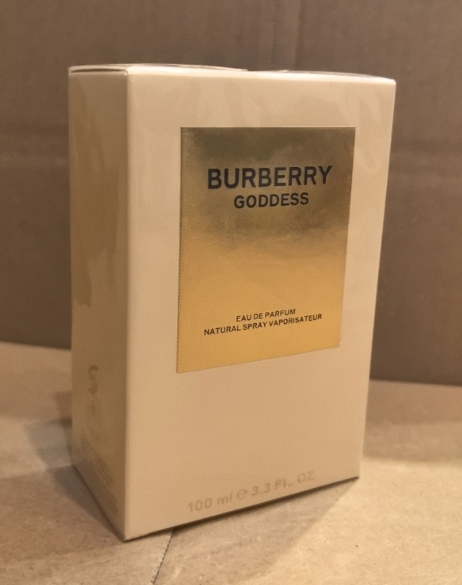 BURBERRY
GODDESS
EAU DE PARFUM
NATURAL SPRAY VAPORISATEUR
100 ml ℮ 3.3 FL. OZ